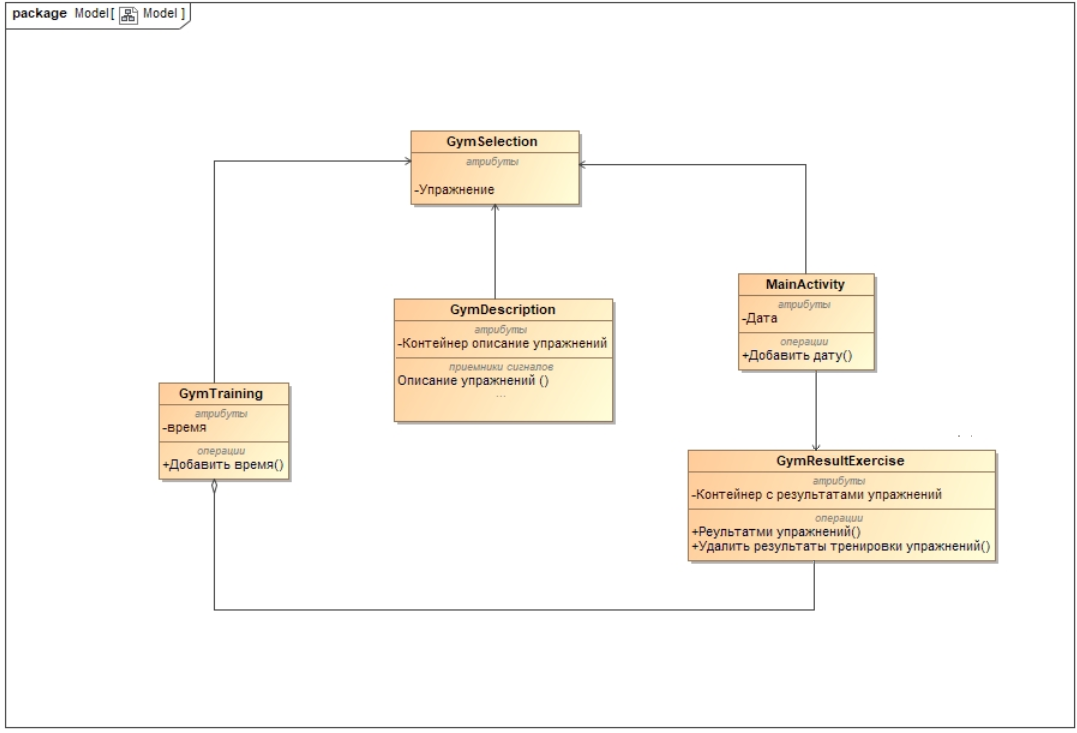 package Model[ Model ]
GymSelection
атрибуты
-Упражнение
GymDescription
атрибуты
-Контейнер описание упражнений
приемники сигналов
Описание упражнений ()
...
MainActivity
атрибуты
-Дата
операции
+Добавить дату()
GymTraining
атрибуты
-время
операции
+Добавить время()
GymResultExercise
атрибуты
-Контейнер с результатами упражнений
операции
+Реультатми упражнений()
+Удалить результаты тренировки упражнений()